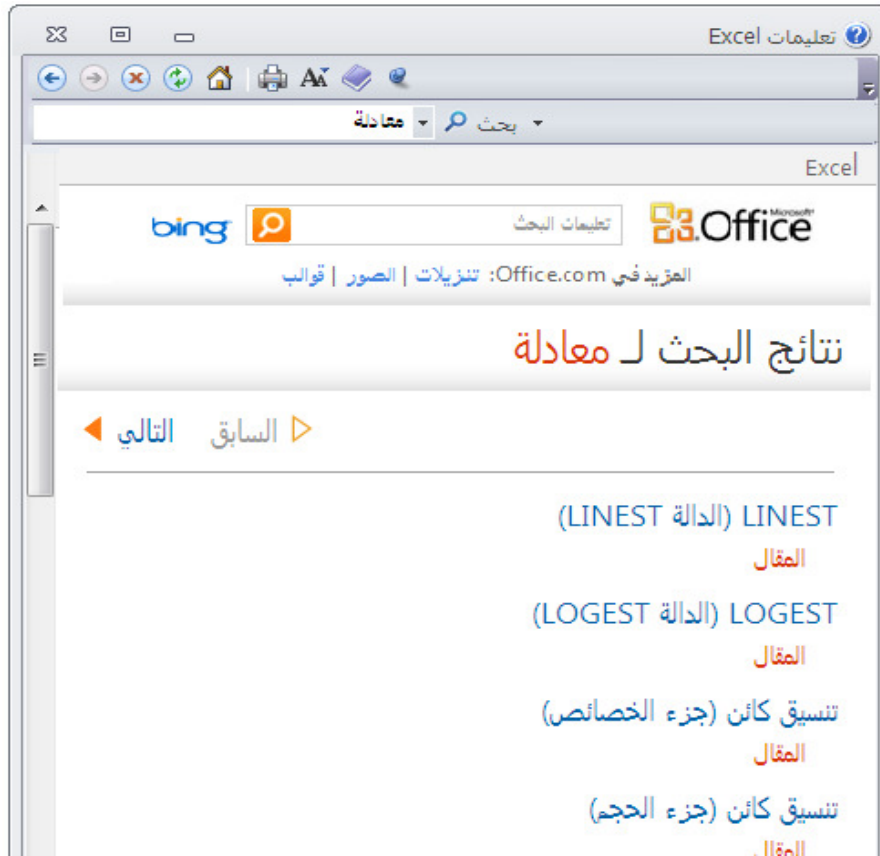 تعليمات Excel
بحث
معادلة
Excel
Microsoft
Office
تعليمات البحث
bing
المزيد في Office.com: تنزيلات | الصور | قوالب
نتائج البحث لـ معادلة
السابق التالي
LINEST (الدالة LINEST)
المقال
LOGEST (الدالة LOGEST)
المقال
تنسيق كائن (جزء الخصائص)
المقال
تنسيق كائن (جزء الحجم)
المقال